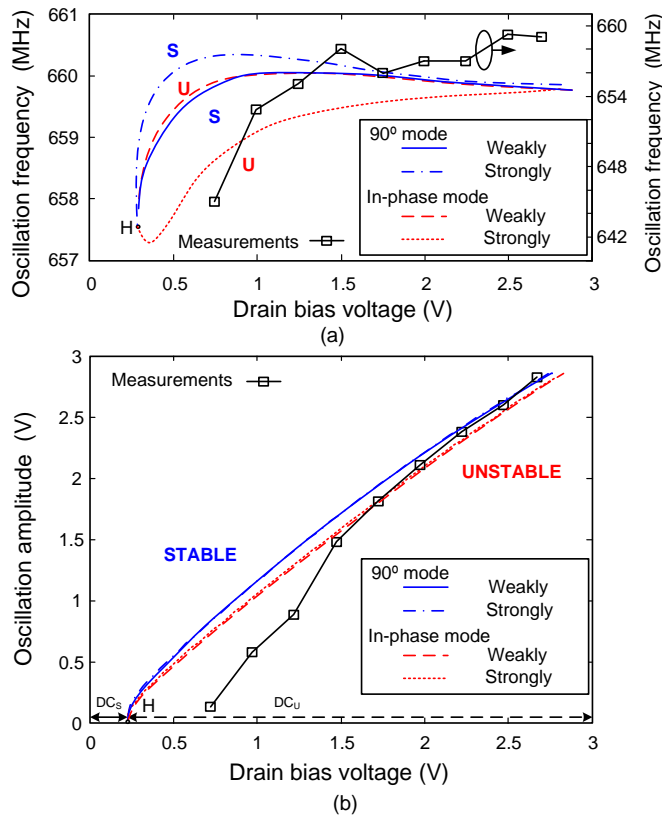 Oscillation frequency (MHz)
661
660
659
658
657
S
U
S
U
H
Measurements
90º mode
Weakly
Strongly
In-phase mode
Weakly
Strongly
660
654
648
642
Oscillation frequency (MHz)
0 0.5 1 1.5 2 2.5 3
Drain bias voltage (V)
(a)
Oscillation amplitude (V)
3
2.5
2
1.5
1
0.5
0
Measurements
UNSTABLE
STABLE
90º mode
Weakly
Strongly
In-phase mode
Weakly
Strongly
DCS H DCU
0 0.5 1 1.5 2 2.5 3
Drain bias voltage (V)
(b)